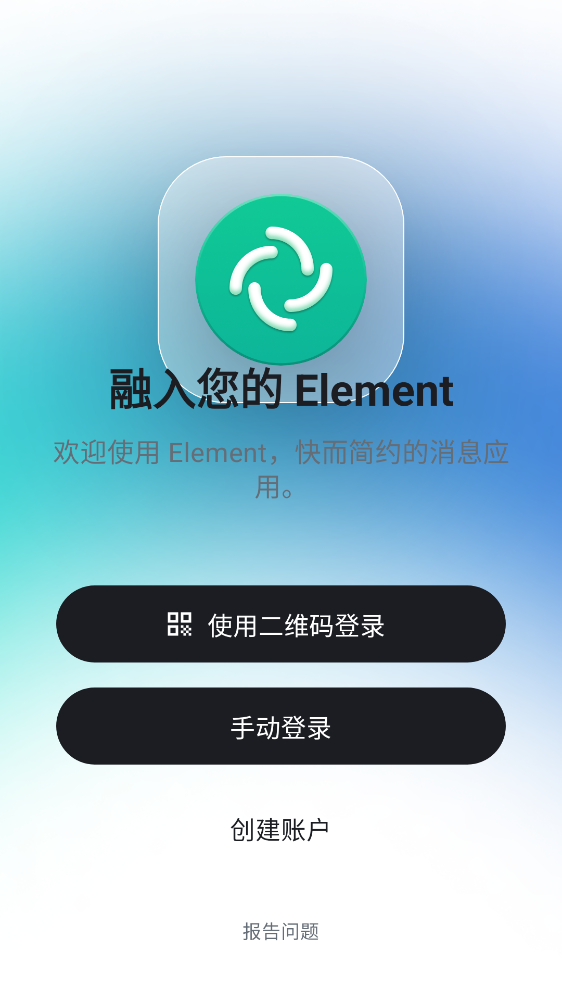 融入您的 Element
欢迎使用 Element，快而简约的消息应
用。
使用二维码登录
手动登录
创建账户
报告问题